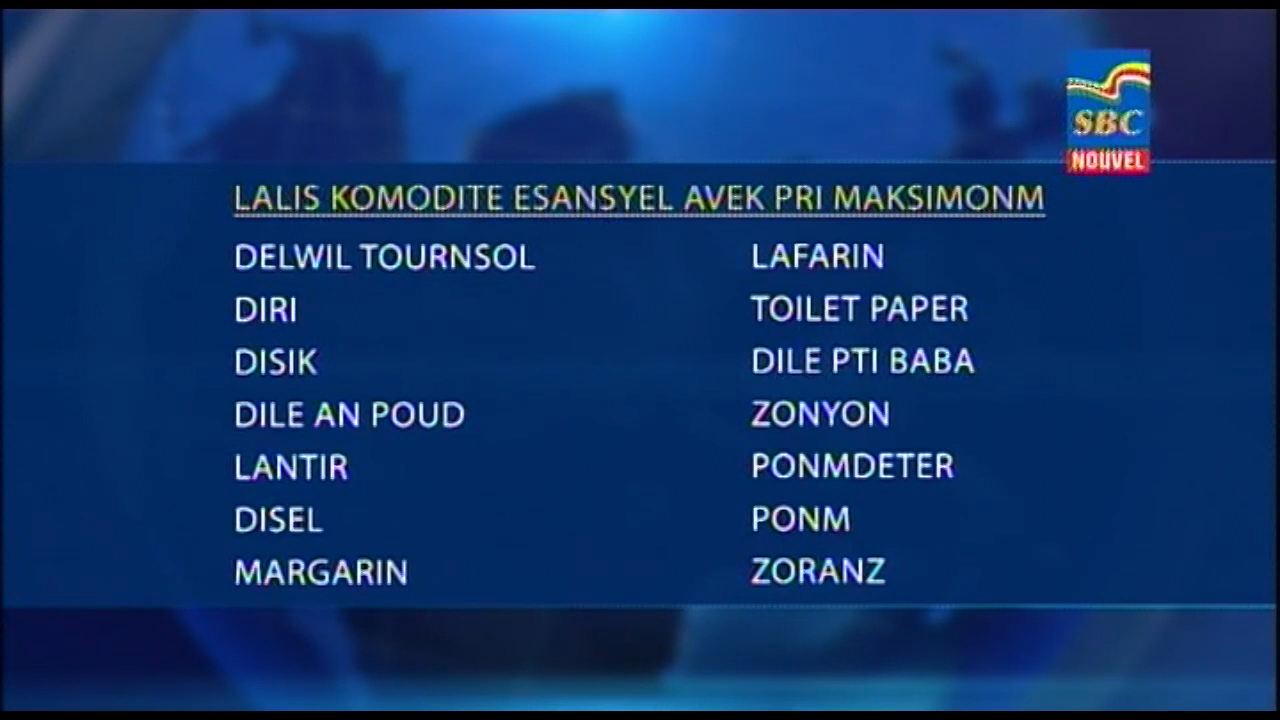 SBC
NOUVEL
LALIS KOMODITE ESANSYEL AVEK PRI MAKSIMONM
DELWIL TOURNSOL
DIRI
DISIK
DILE AN POUD
LANTIR
DISEL
MARGARIN
LAFARIN
TOILET PAPER
DILE PTI BABA
ZONYON
PONMDETER
PONM
ZORANZ